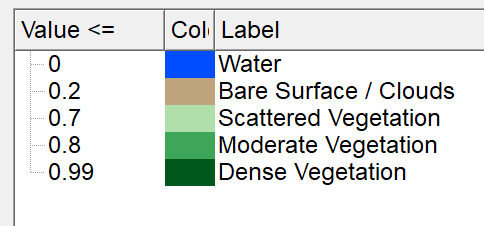 Value <= Col Label
0 Water
0.2 Bare Surface / Clouds
0.7 Scattered Vegetation
0.8 Moderate Vegetation
0.99 Dense Vegetation